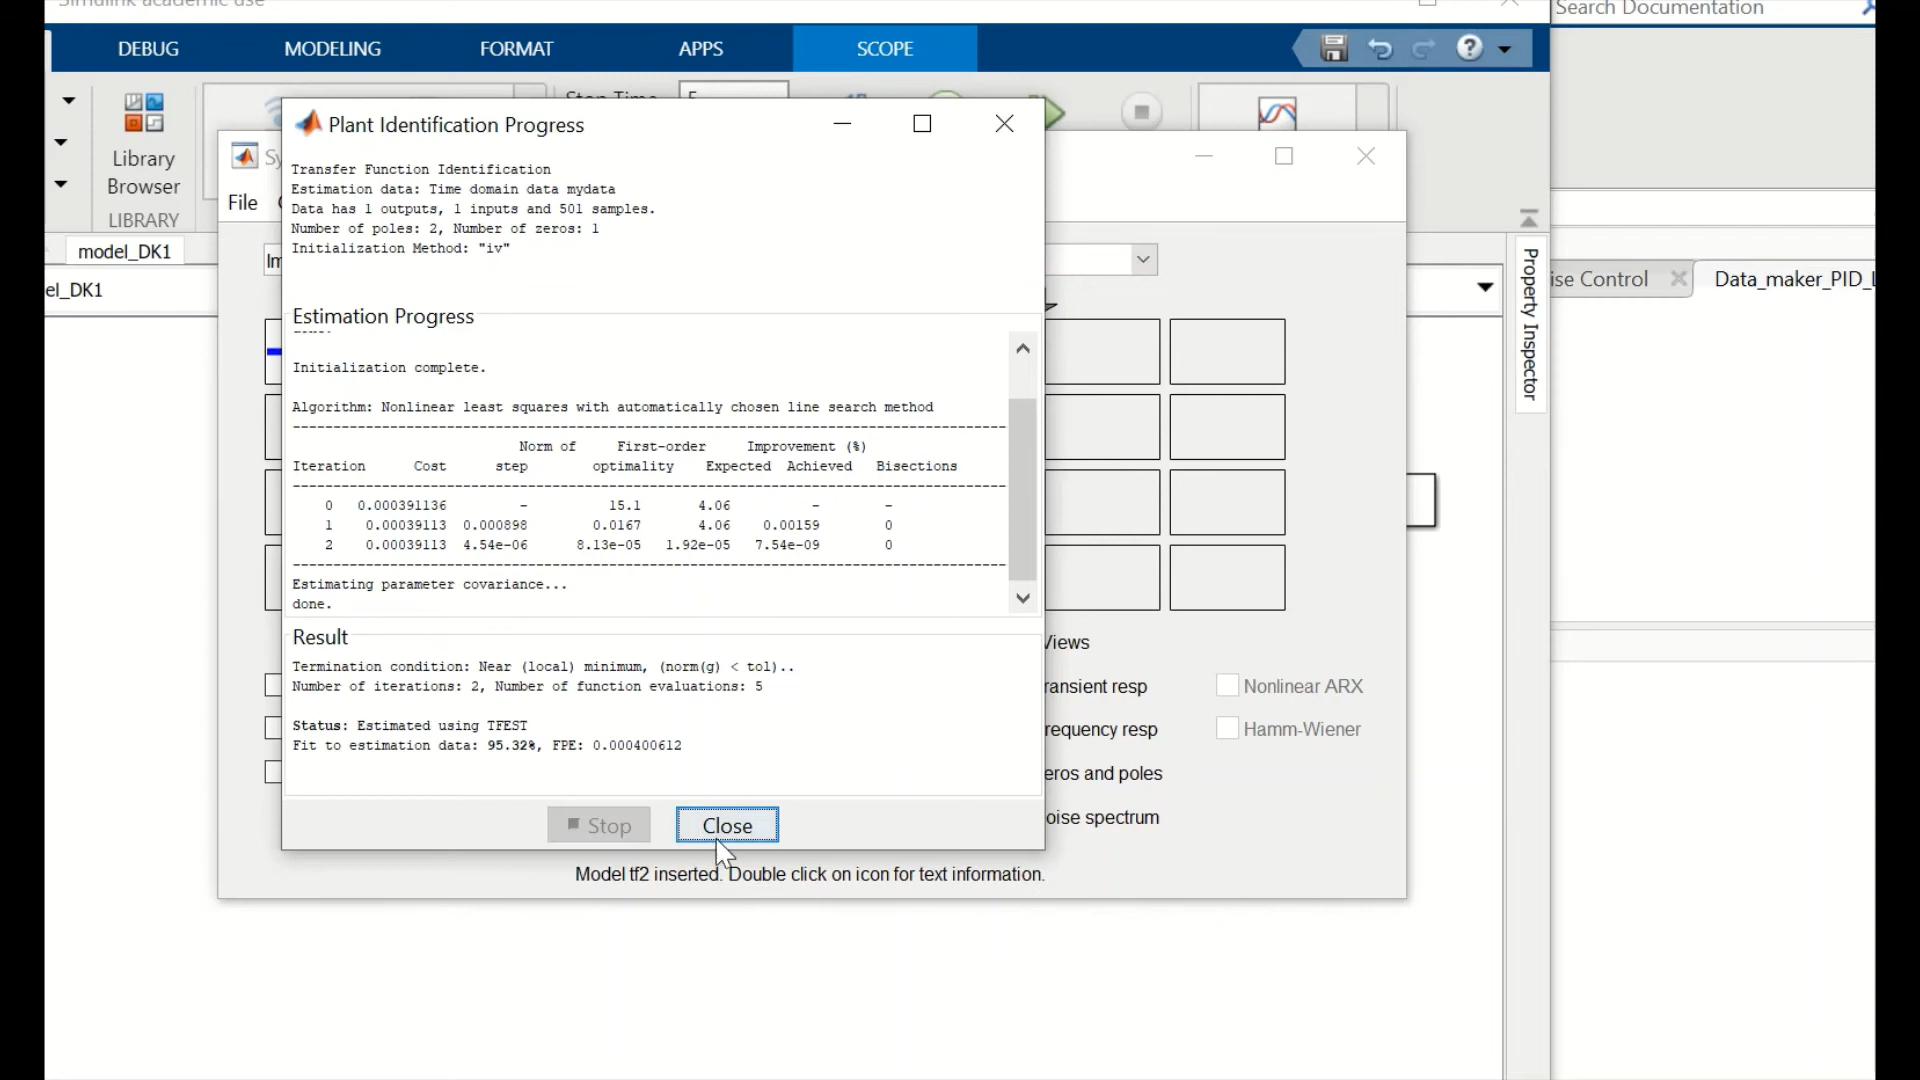 Simulink academic use
Search Documentation
DEBUG
MODELING
FORMAT
APPS
SCOPE
Stop Time
5
Library
Browser
LIBRARY
model_DK1
el_DK1
File
Plant Identification Progress
Transfer Function Identification
Estimation data: Time domain data mydata
Data has 1 outputs, 1 inputs and 501 samples.
Number of poles: 2, Number of zeros: 1
Initialization Method: "iv"
Estimation Progress
Initialization complete.
Algorithm: Nonlinear least squares with automatically chosen line search method
Norm of First-order Improvement (%)
Iteration Cost step optimality Expected Achieved Bisections
0 0.000391136 - 15.1 4.06 - -
1 0.00039113 0.000898 0.0167 4.06 0.00159 0
2 0.00039113 4.54e-06 8.13e-05 1.92e-05 7.54e-09 0
Estimating parameter covariance...
done.
Result
Termination condition: Near (local) minimum, (norm(g) < tol)..
Number of iterations: 2, Number of function evaluations: 5
Status: Estimated using TFEST
Fit to estimation data: 95.32%, FPE: 0.000400612
Stop
Close
Views
ransient resp
Nonlinear ARX
requency resp
Hamm-Wiener
eros and poles
oise spectrum
Model tf2 inserted. Double click on icon for text information.
Property Inspector
ise Control
Data_maker_PID_